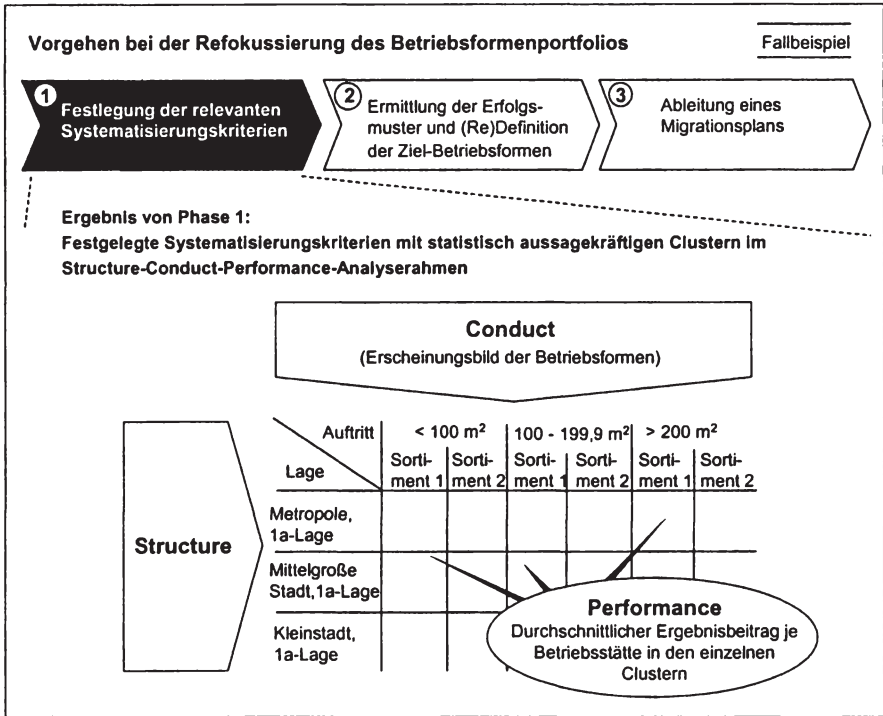 Vorgehen bei der Refokussierung des Betriebsformenportfolios
Fallbeispiel
1
Festlegung der relevanten
Systematisierungskriterien
2
Ermittlung der Erfolgs-
muster und (Re)Definition
der Ziel-Betriebsformen
3
Ableitung eines
Migrationsplans
Ergebnis von Phase 1:
Festgelegte Systematisierungskriterien mit statistisch aussagekräftigen Clustern im
Structure-Conduct-Performance-Analyserahmen
Conduct
(Erscheinungsbild der Betriebsformen)
Structure
Auftritt
< 100 m²
100 - 199,9 m²
> 200 m²
Lage
Sorti-
ment 1
Sorti-
ment 2
Sorti-
ment 1
Sorti-
ment 2
Sorti-
ment 1
Sorti-
ment 2
Metropole,
1a-Lage
Mittelgroße
Stadt,1a-Lage
Kleinstadt,
1a-Lage
Performance
Durchschnittlicher Ergebnisbeitrag je
Betriebsstätte in den einzelnen
Clustern